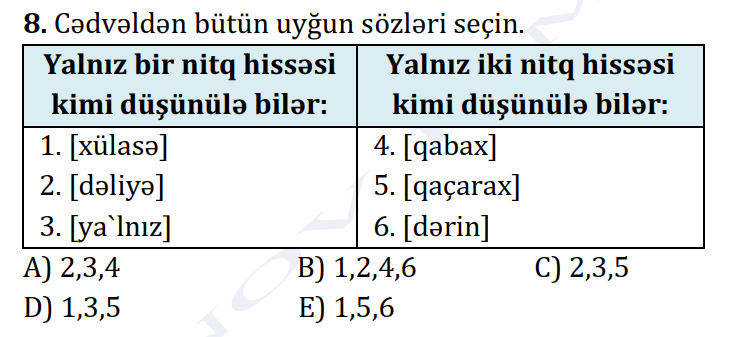 8. Cədvəldən bütün uyğun sözləri seçin.
Yalnız bir nitq hissəsi
kimi düşünülə bilər:
Yalnız iki nitq hissəsi
kimi düşünülə bilər:
1. [xülasə]
2. [dəliyə]
3. [ya`lnız]
4. [qabax]
5. [qaçarax]
6. [dərin]
A) 2,3,4
B) 1,2,4,6
C) 2,3,5
D) 1,3,5
E) 1,5,6